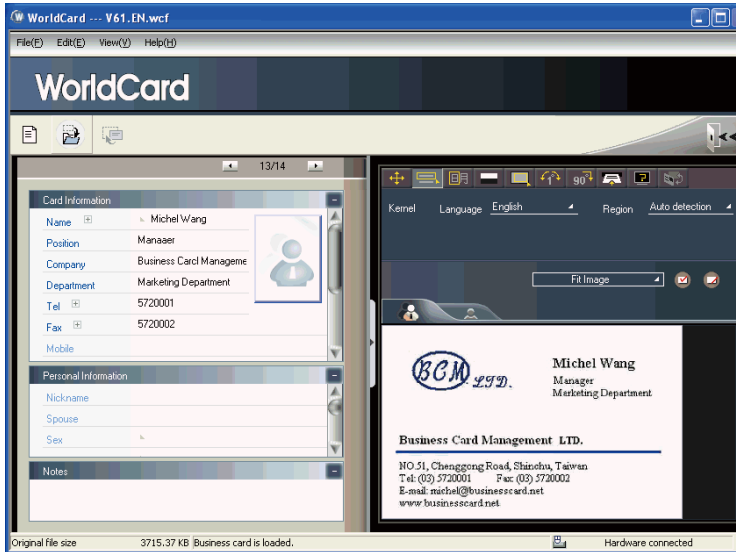 WorldCard --- V61.EN.wcf
File(F) Edit(E) View(V) Help(H)
WorldCard
13/14
Card Information
Name Michel Wang
Position Manaaer
Company Business Carcl Manageme
Department Marketing Department
Tel 5720001
Fax 5720002
Mobile
Personal Information
Nickname
Spouse
Sex
Notes
90°
Kernel Language English Region Auto detection
Fit Image
BCM LTD.
Michel Wang
Manager
Marketing Department
Business Card Management LTD.
NO.51, Chenggong Road, Shinchu, Taiwan
Tel: (03) 5720001 Fax: (03) 5720002
E-mail: michel@businesscard.net
www.businesscard.net
Original file size 3715.37 KB Business card is loaded. Hardware connected